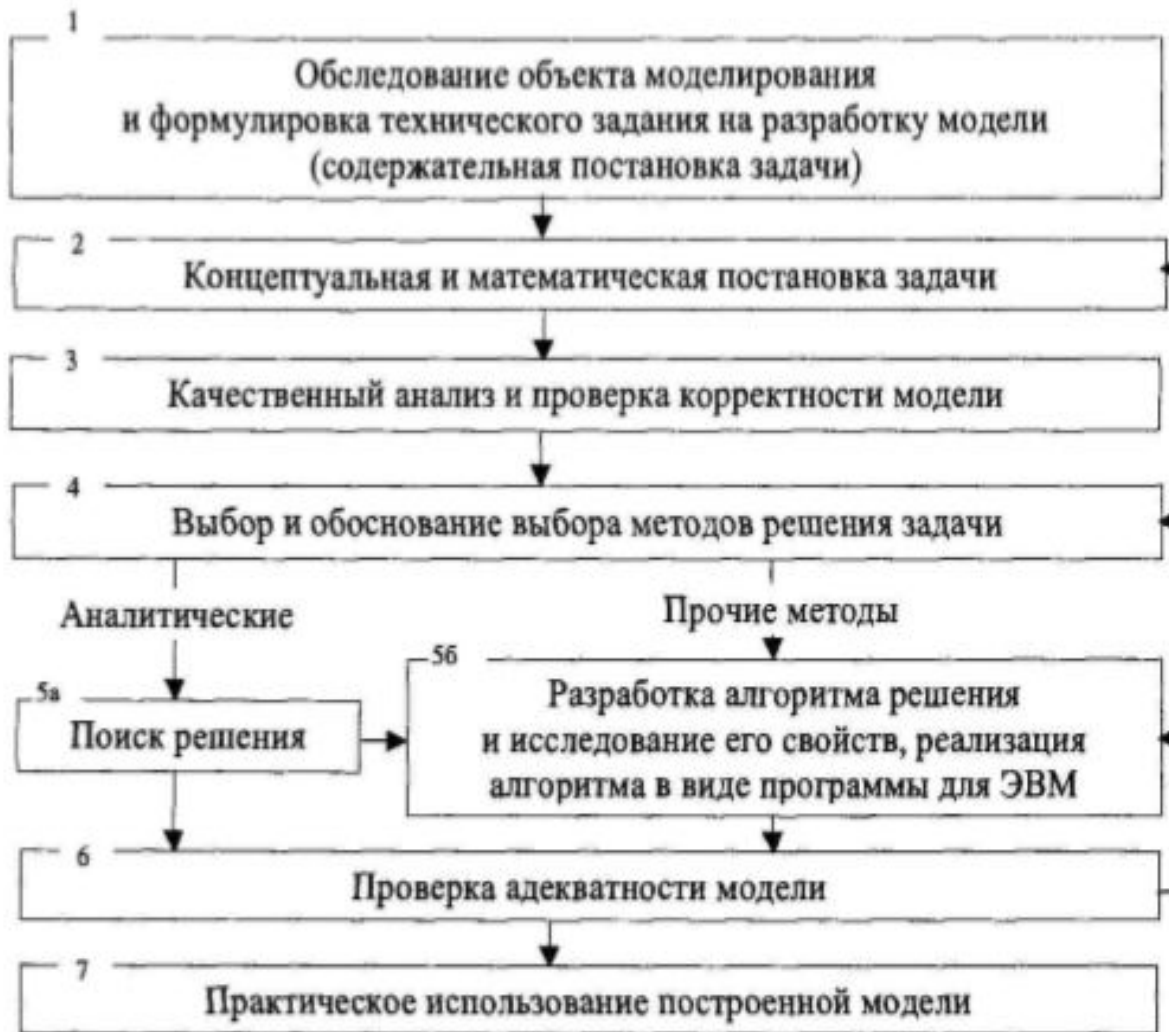 1
Обследование объекта моделирования
и формулировка технического задания на разработку модели
(содержательная постановка задачи)
2
Концептуальная и математическая постановка задачи
3
Качественный анализ и проверка корректности модели
4
Выбор и обоснование выбора методов решения задачи
Аналитические
Прочие методы
5а
Поиск решения
5б
Разработка алгоритма решения
и исследование его свойств, реализация
алгоритма в виде программы для ЭВМ
6
Проверка адекватности модели
7
Практическое использование построенной модели